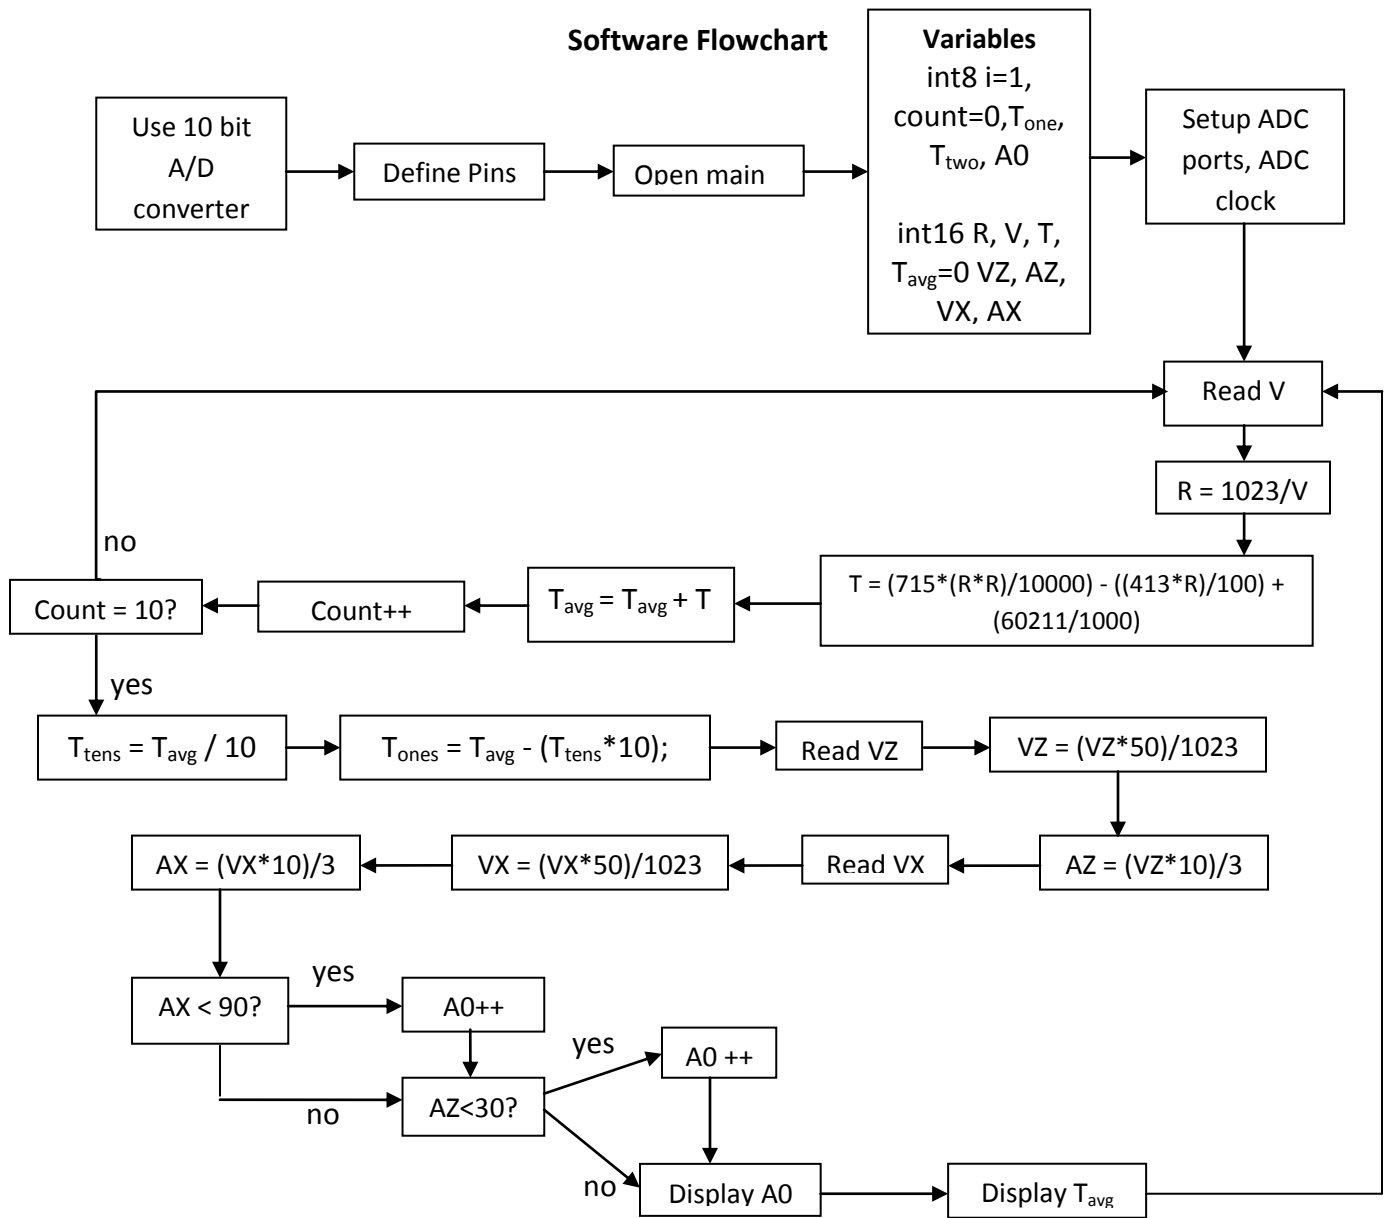 Software Flowchart
Use 10 bit
A/D
converter
Define Pins
Open main
Variables
int8 i=1,
count=0,Tone,
Ttwo, A0
int16 R, V, T,
Tavg=0 VZ, AZ,
VX, AX
Setup ADC
ports, ADC
clock
Read V
R = 1023/V
T = (715*(R*R)/10000) - ((413*R)/100) +
(60211/1000)
Tavg = Tavg + T
Count++
Count = 10?
no
yes
Ttens = Tavg / 10
Tones = Tavg - (Ttens*10);
Read VZ
VZ = (VZ*50)/1023
AZ = (VZ*10)/3
Read VX
VX = (VX*50)/1023
AX = (VX*10)/3
AX < 90?
yes
A0++
no
AZ<30?
yes
A0 ++
no
Display A0
Display Tavg